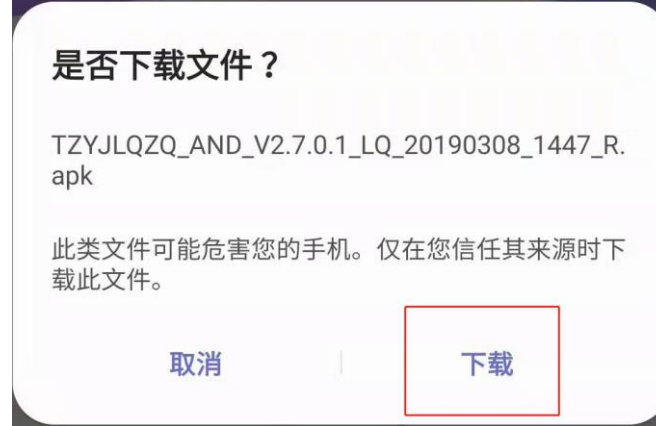 是否下载文件？
TZYJLQZQ_AND_V2.7.0.1_LQ_20190308_1447_R.
apk
此类文件可能危害您的手机。仅在您信任其来源时下
载此文件。
取消
下载